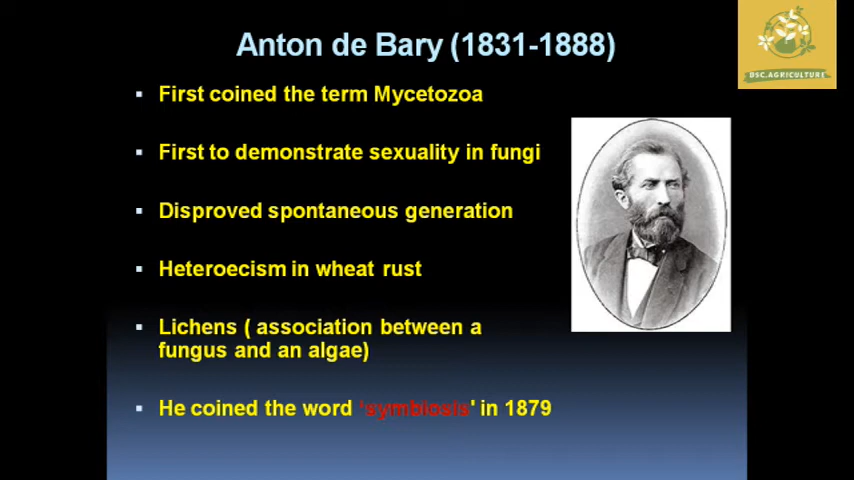 Anton de Bary (1831-1888)
DSC.AGRICULTURE
▪ First coined the term Mycetozoa
▪ First to demonstrate sexuality in fungi
▪ Disproved spontaneous generation
▪ Heteroecism in wheat rust
▪ Lichens ( association between a
fungus and an algae)
▪ He coined the word 'symbiosis' in 1879